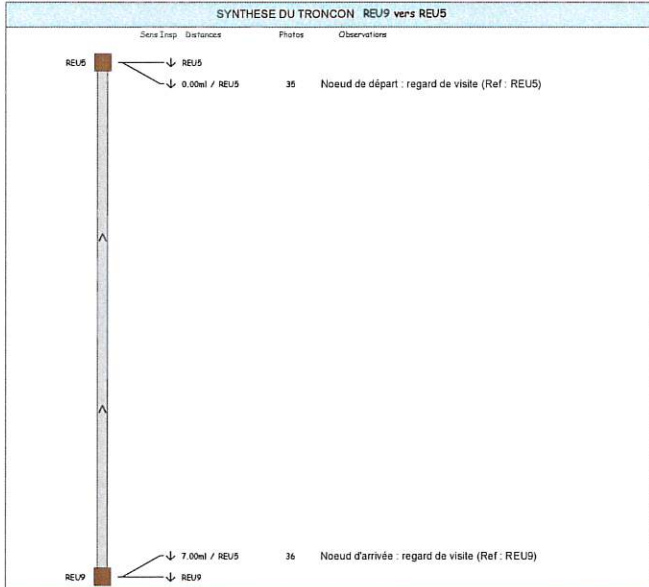 SYNTHESE DU TRONCON REU9 vers REU5
Sens Insp Distances Photos Observations
REU5 REU5
0.00ml / REU5 35 Noeud de départ : regard de visite (Ref : REU5)
7.00ml / REU5 36 Noeud d'arrivée : regard de visite (Ref : REU9)
REU9 REU9